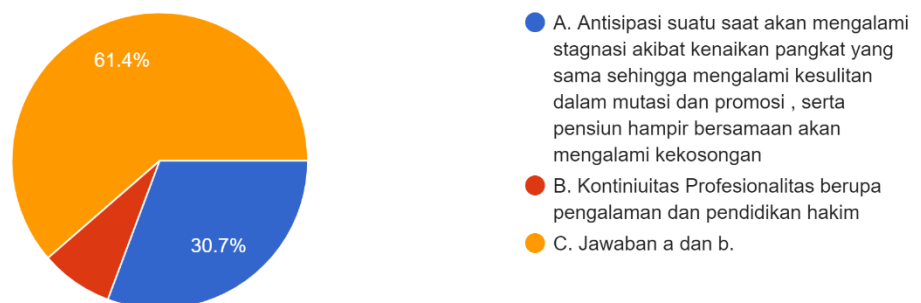 61.4%
30.7%
A. Antisipasi suatu saat akan mengalami
stagnasi akibat kenaikan pangkat yang
sama sehingga mengalami kesulitan
dalam mutasi dan promosi , serta
pensiun hampir bersamaan akan
mengalami kekosongan
B. Kontiniuitas Profesionalitas berupa
pengalaman dan pendidikan hakim
C. Jawaban a dan b.